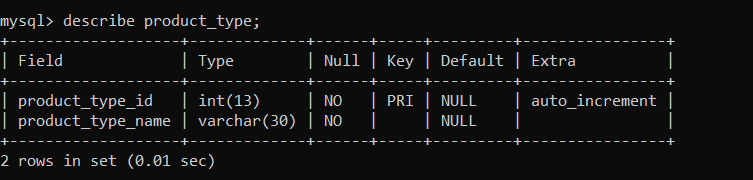 mysql> describe product_type;
+-------------------+-------------+------+-----+---------+----------------+
| Field             | Type        | Null | Key | Default | Extra          |
+-------------------+-------------+------+-----+---------+----------------+
| product_type_id   | int(13)     | NO   | PRI | NULL    | auto_increment |
| product_type_name | varchar(30) | NO   |     | NULL    |                |
+-------------------+-------------+------+-----+---------+----------------+
2 rows in set (0.01 sec)